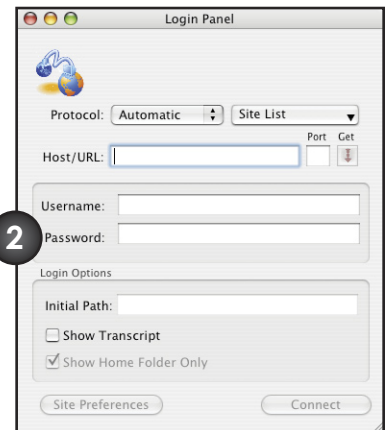 Login Panel
Protocol: Automatic Site List
Port Get
Host/URL:
Username:
2
Password:
Login Options
Initial Path:
Show Transcript
Show Home Folder Only
Site Preferences Connect